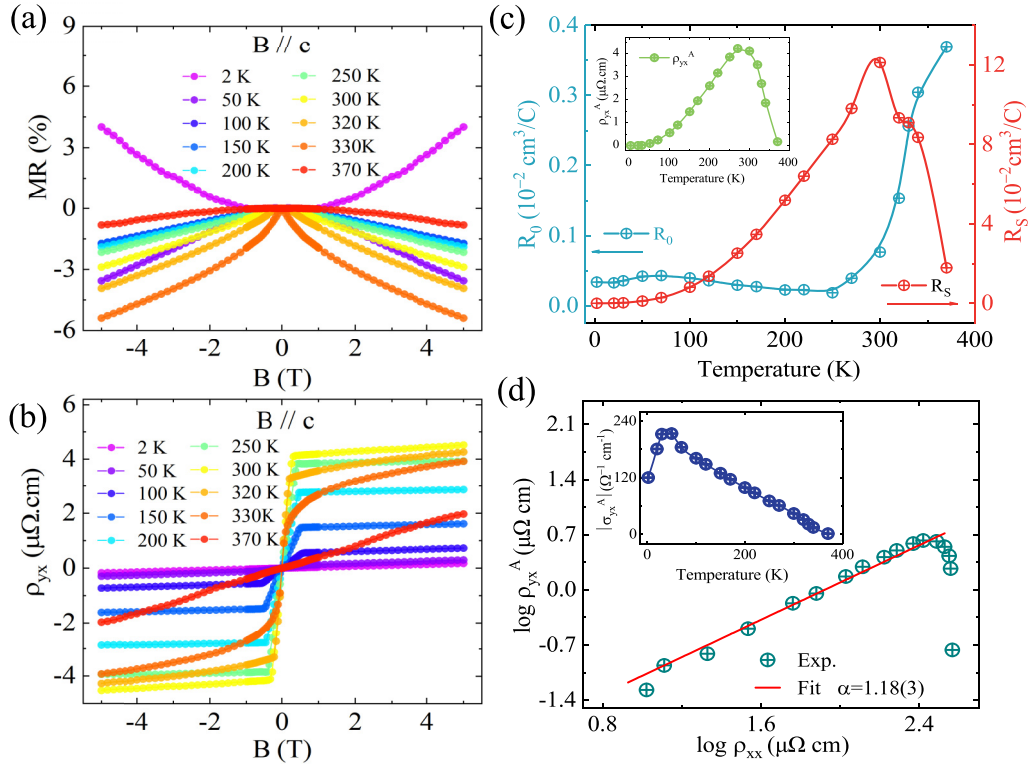 (a)
9
6
3
0
-3
-6
MR (%)
B // c
2 K
50 K
100 K
150 K
200 K
250 K
300 K
320 K
330K
370 K
-4
-2
0
2
4
B (T)
(b)
6
4
2
0
-2
-4
ρyx (μΩ.cm)
B // c
2 K
50 K
100 K
150 K
200 K
250 K
300 K
320 K
330K
370 K
-4
-2
0
2
4
B (T)
(c)
0.4
0.3
0.2
0.1
0.0
R0 (10⁻² cm³/C)
12
8
4
0
RS (10⁻²cm³/C)
ρyxᴬ
4
3
2
1
0
ρyxᴬ (μΩ.cm)
0
100
200
300
400
Temperature (K)
R0
RS
0
100
200
300
400
Temperature (K)
(d)
2.1
1.4
0.7
0.0
-0.7
-1.4
log ρyxᴬ (μΩ cm)
240
120
0
|σyxᴬ|(Ω⁻¹ cm⁻¹)
0
200
400
Temperature (K)
Exp.
Fit α=1.18(3)
0.8
1.6
2.4
log ρxx (μΩ cm)